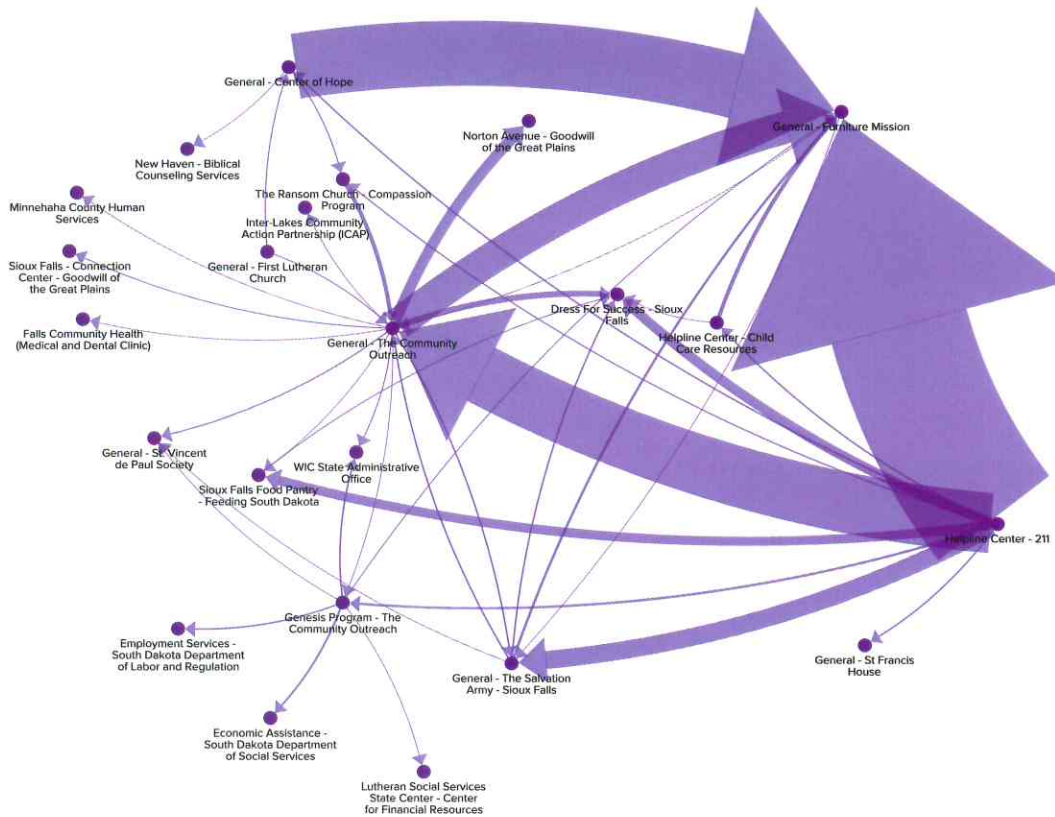 General - Center of Hope
General - Furniture Mission
Norton Avenue - Goodwill
of the Great Plains
New Haven - Biblical
Counseling Services
The Ransom Church - Compassion
Program
Minnehaha County Human
Services
Inter-Lakes Community
Action Partnership (ICAP)
Sioux Falls - Connection
Center - Goodwill of
the Great Plains
General - First Lutheran
Church
Dress For Success - Sioux
Falls
Falls Community Health
(Medical and Dental Clinic)
General - The Community
Outreach
Helpline Center - Child
Care Resources
General - St. Vincent
de Paul Society
WIC State Administrative
Office
Sioux Falls Food Pantry
- Feeding South Dakota
Helpline Center - 211
Genesis Program - The
Community Outreach
Employment Services -
South Dakota Department
of Labor and Regulation
General - The Salvation
Army - Sioux Falls
General - St Francis
House
Economic Assistance -
South Dakota Department
of Social Services
Lutheran Social Services
State Center - Center
for Financial Resources